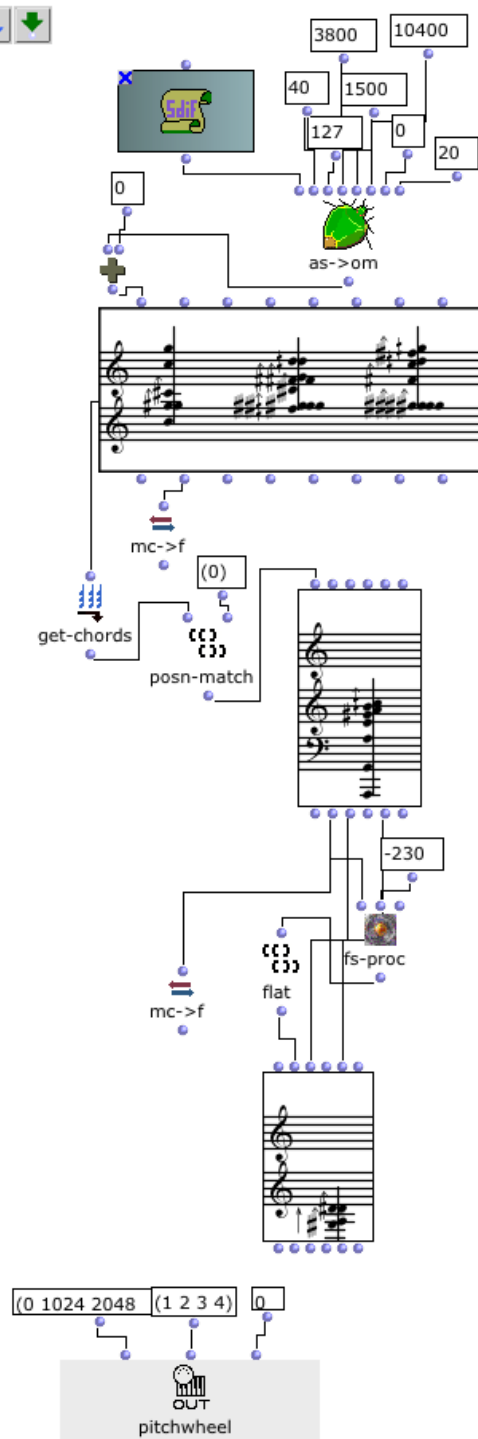 3800
10400
40
1500
Sdif
127
0
20
0
as->om
mc->f
(0)
get-chords
posn-match
-230
fs-proc
flat
mc->f
(0 1024 2048
(1 2 3 4)
0
OUT
pitchwheel